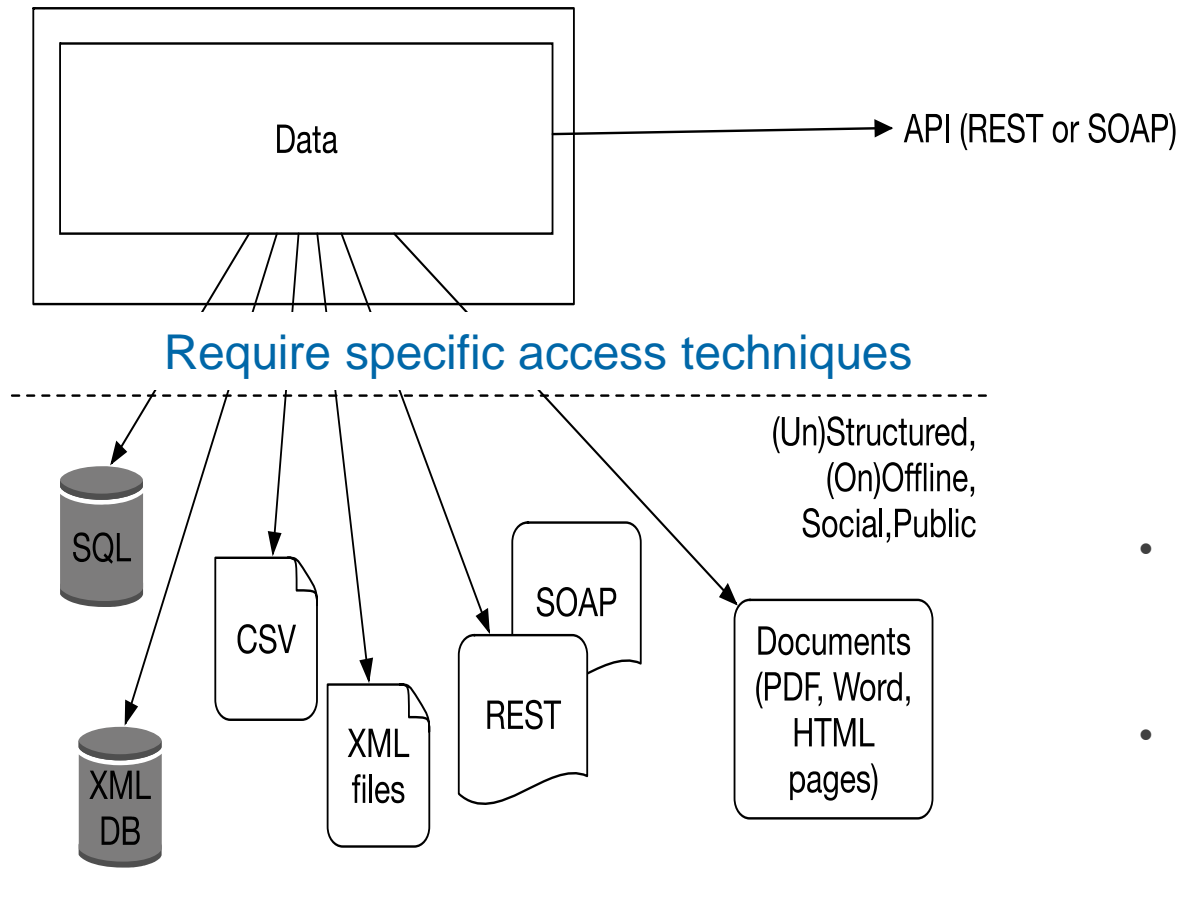 Data
API (REST or SOAP)
Require specific access techniques
(Un)Structured,
(On)Offline,
Social,Public
SQL
CSV
SOAP
REST
XML
files
XML
DB
Documents
(PDF, Word,
HTML
pages)
•
•